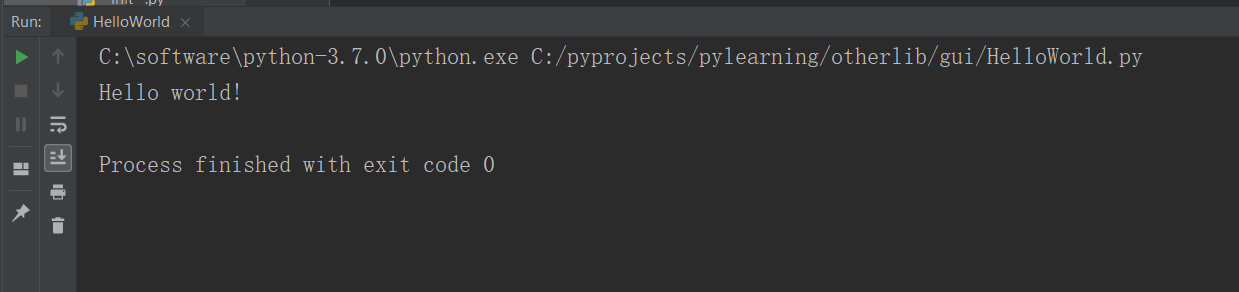 Run: HelloWorld
C:\software\python-3.7.0\python.exe C:/pyprojects/pylearning/otherlib/gui/HelloWorld.py
Hello world!
Process finished with exit code 0